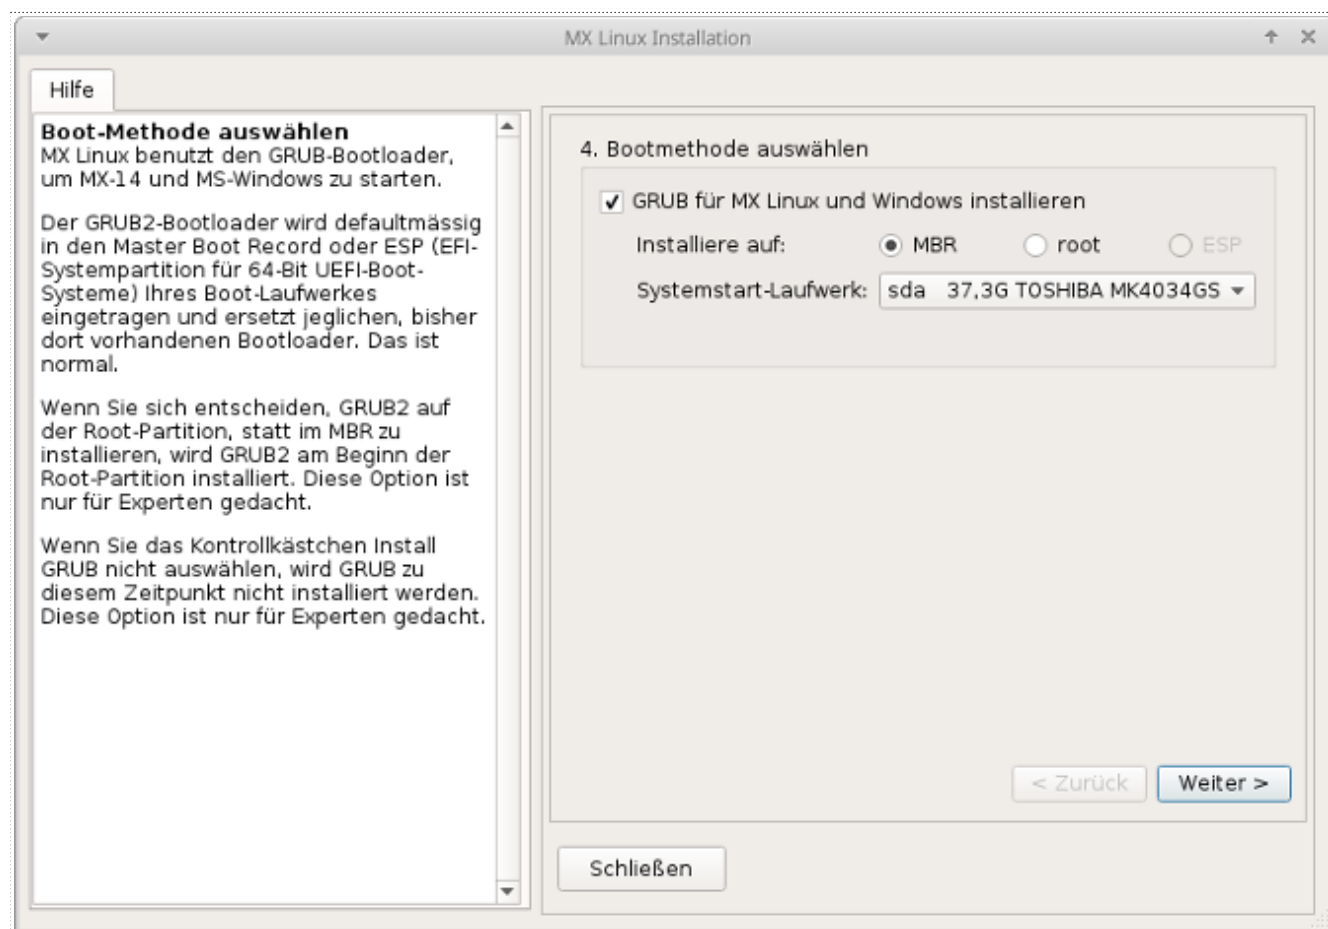 MX Linux Installation
Hilfe
Boot-Methode auswählen
MX Linux benutzt den GRUB-Bootloader,
um MX-14 und MS-Windows zu starten.
Der GRUB2-Bootloader wird defaultmässig
in den Master Boot Record oder ESP (EFI-
Systempartition für 64-Bit UEFI-Boot-
Systeme) Ihres Boot-Laufwerkes
eingetragen und ersetzt jeglichen, bisher
dort vorhandenen Bootloader. Das ist
normal.
Wenn Sie sich entscheiden, GRUB2 auf
der Root-Partition, statt im MBR zu
installieren, wird GRUB2 am Beginn der
Root-Partition installiert. Diese Option ist
nur für Experten gedacht.
Wenn Sie das Kontrollkästchen Install
GRUB nicht auswählen, wird GRUB zu
diesem Zeitpunkt nicht installiert werden.
Diese Option ist nur für Experten gedacht.
4. Bootmethode auswählen
GRUB für MX Linux und Windows installieren
Installiere auf: MBR root ESP
Systemstart-Laufwerk: sda 37,3G TOSHIBA MK4034GS
< Zurück Weiter >
Schließen